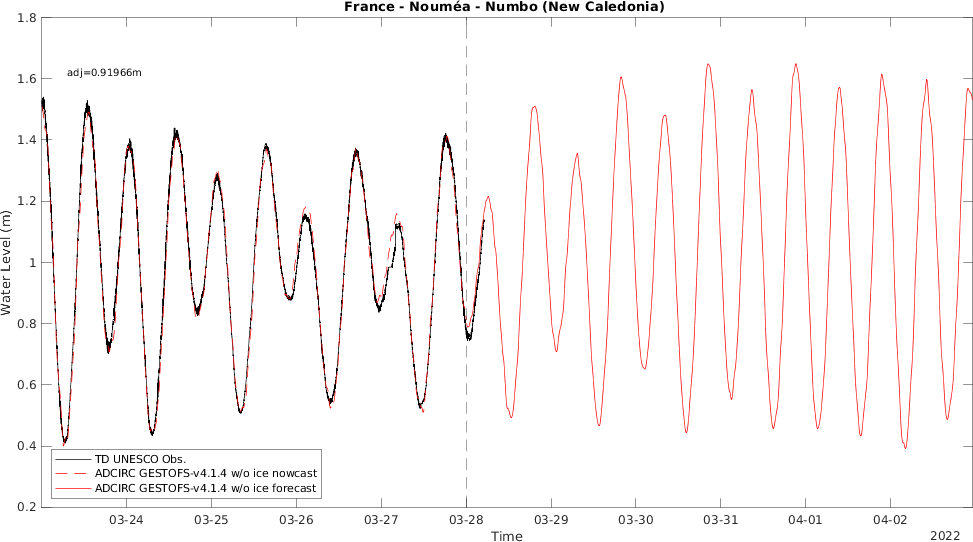 France - Nouméa - Numbo (New Caledonia)
adj=0.91966m
Water Level (m)
1.8
1.6
1.4
1.2
1
0.8
0.6
0.4
0.2
TD UNESCO Obs.
ADCIRC GESTOFS-v4.1.4 w/o ice nowcast
ADCIRC GESTOFS-v4.1.4 w/o ice forecast
03-24 03-25 03-26 03-27 03-28 03-29 03-30 03-31 04-01 04-02
Time
2022